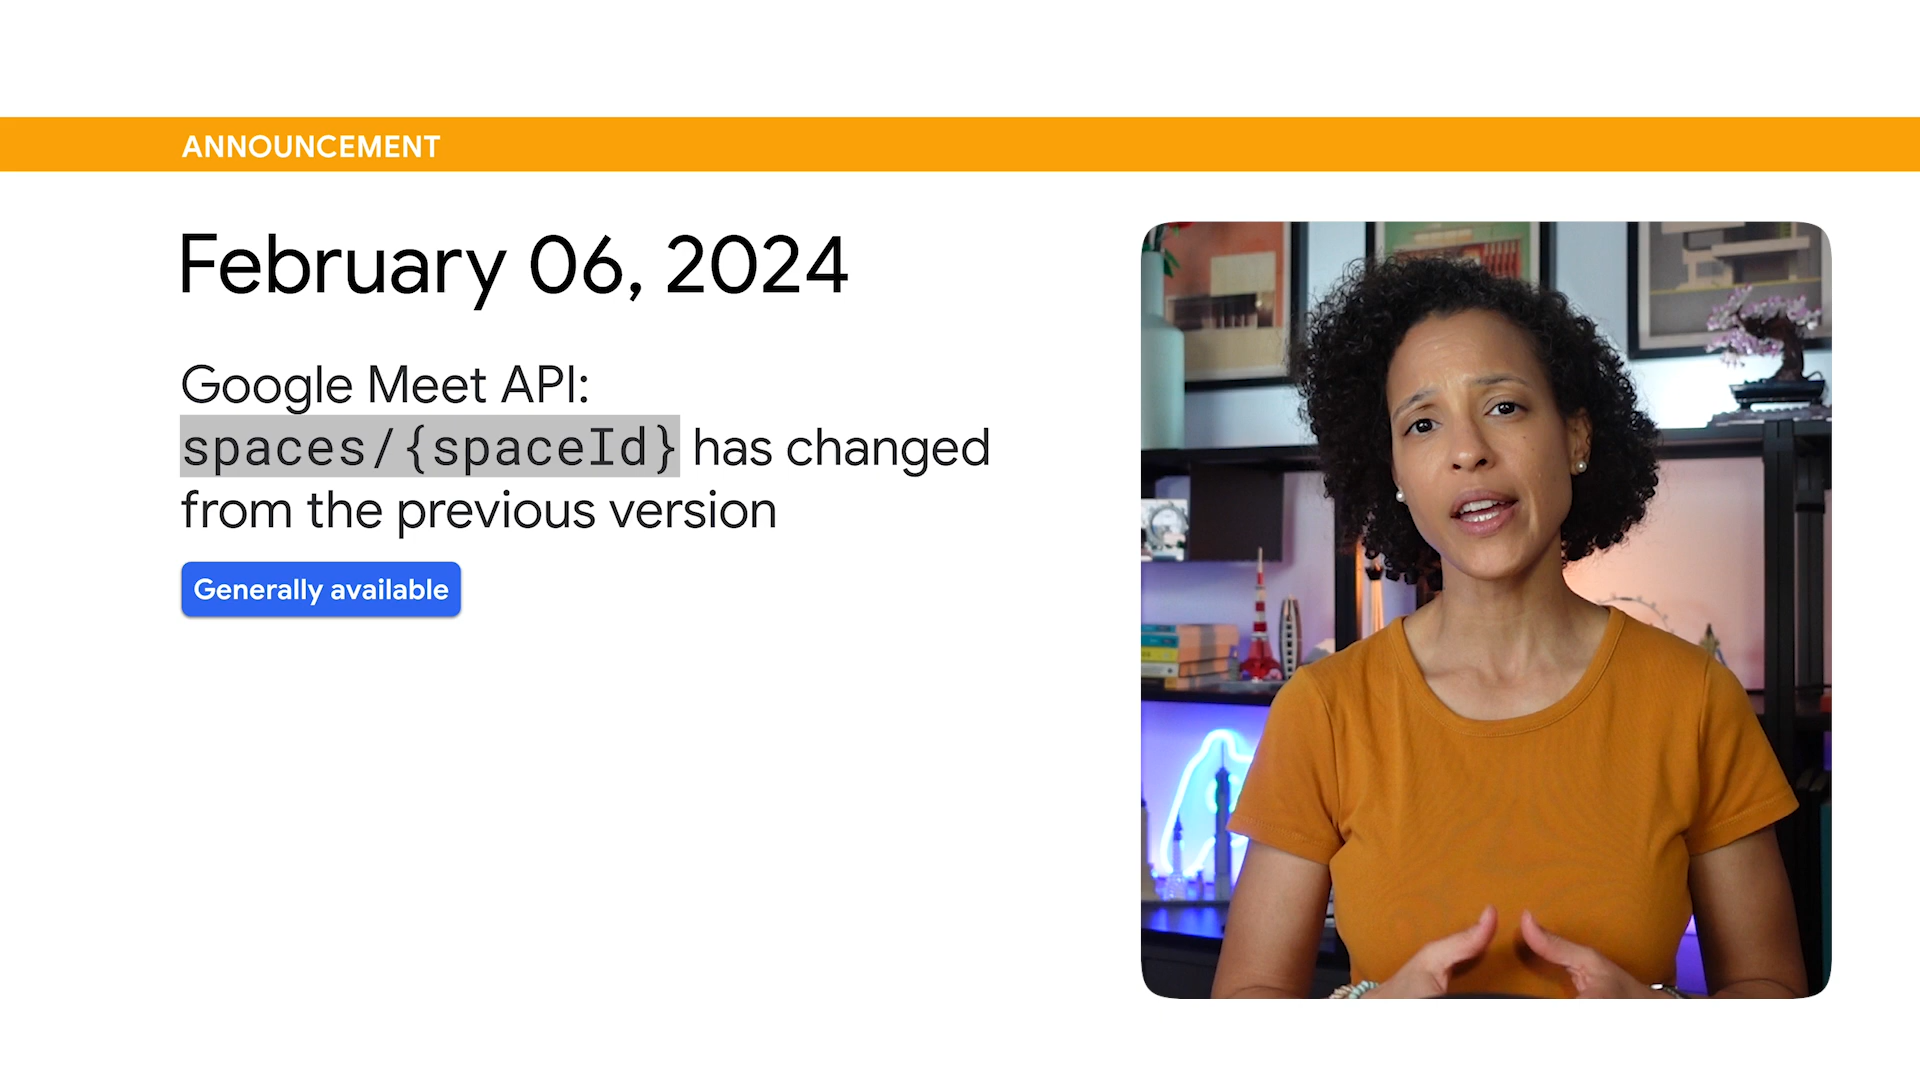 ANNOUNCEMENT
February 06, 2024
Google Meet API:
spaces/{spaceId} has changed
from the previous version
Generally available